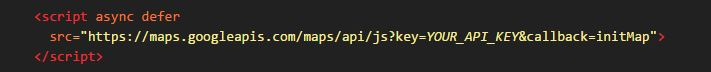 <script async defer
src="https://maps.googleapis.com/maps/api/js?key=YOUR_API_KEY&callback=initMap">
</script>